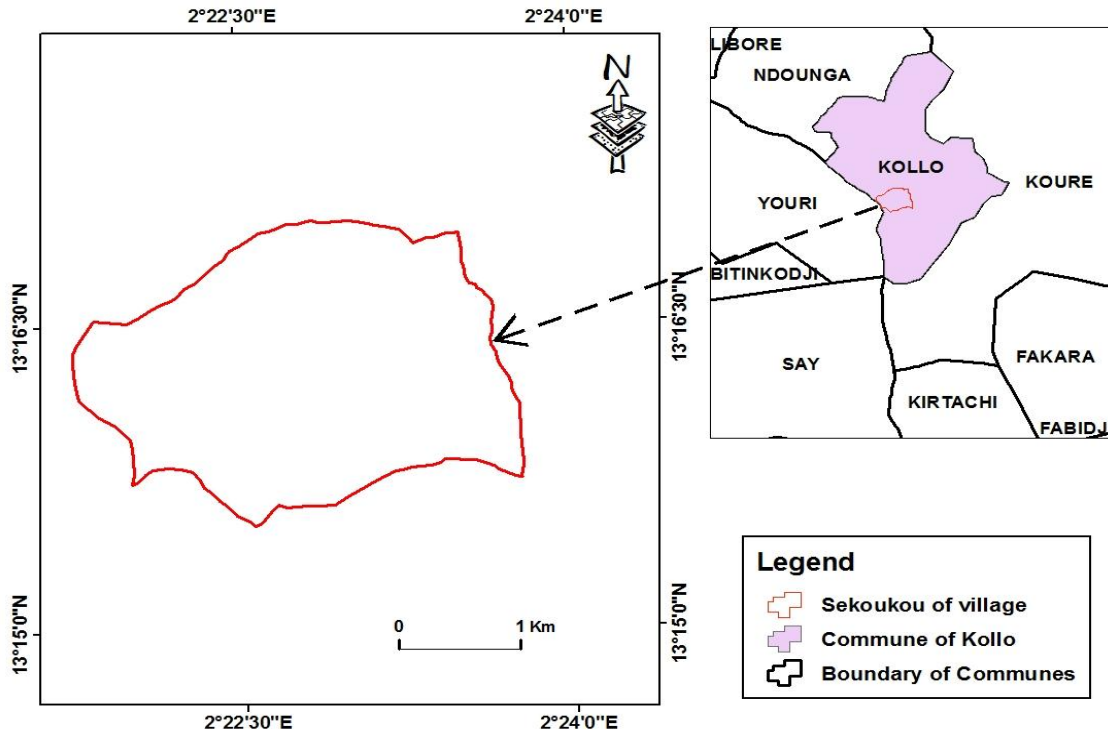 2°22'30"E
2°24'0"E
N
13°16'30"N
13°16'30"N
13°15'0"N
13°15'0"N
0
1 Km
2°22'30"E
2°24'0"E
LIBORE
NDOUNGA
KOLLO
KOURE
YOURI
BITINKODJI
SAY
FAKARA
KIRTACHI
FABIDJ
Legend
Sekoukou of village
Commune of Kollo
Boundary of Communes